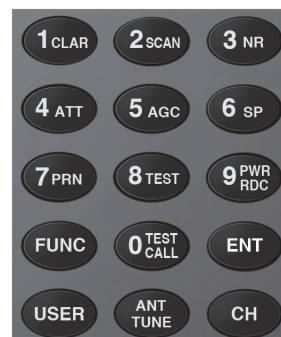 1 CLAR 2 SCAN 3 NR
4 ATT 5 AGC 6 SP
7 PRN 8 TEST 9 PWR RDC
FUNC 0 TEST CALL ENT
USER ANT TUNE CH